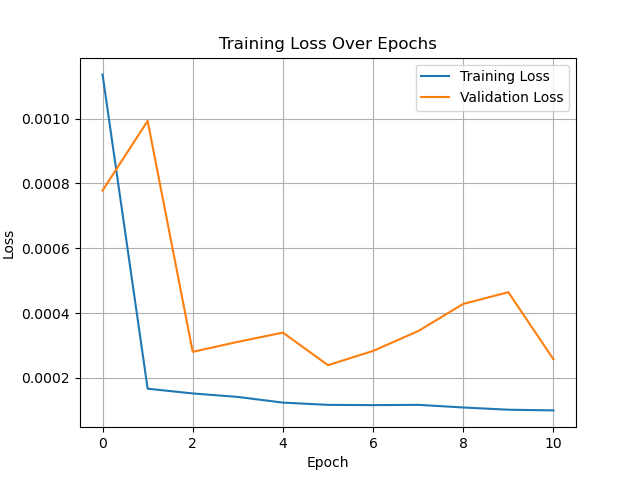 Training Loss Over Epochs
Training Loss
Validation Loss
0.0010
0.0008
0.0006
0.0004
0.0002
Loss
0 2 4 6 8 10
Epoch